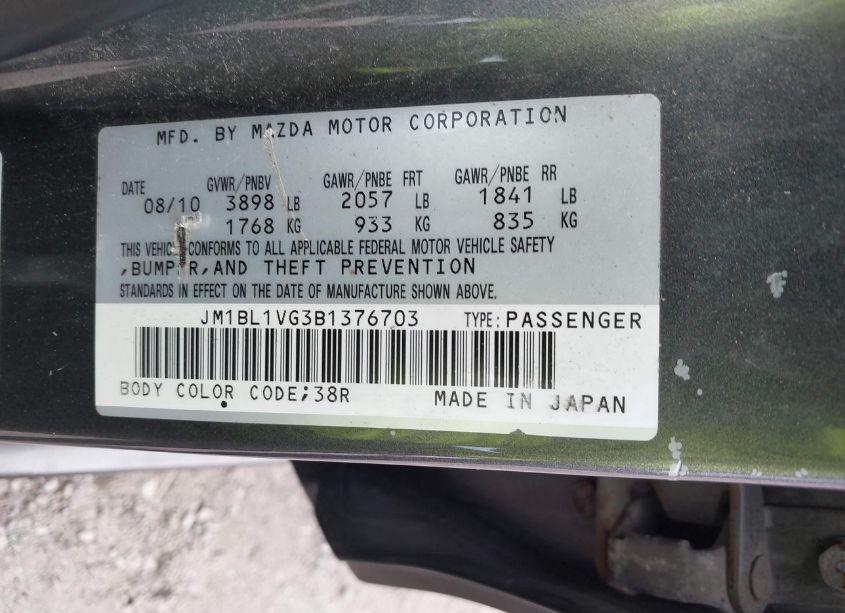 MFD. BY MAZDA MOTOR CORPORATION
DATE GVWR/PNBV GAWR/PNBE FRT GAWR/PNBE RR
08/10 3898 LB 2057 LB 1841 LB
1768 KG 933 KG 835 KG
THIS CONFORMS TO ALL APPLICABLE FEDERAL MOTOR VEHICLE SAFETY
, AND THEFT PREVENTION
STANDARDS IN EFFECT ON THE DATE OF MANUFACTURE SHOWN ABOVE.
JM1BL1VG3B1376703 TYPE: PASSENGER
BODY COLOR CODE;38R MADE IN JAPAN